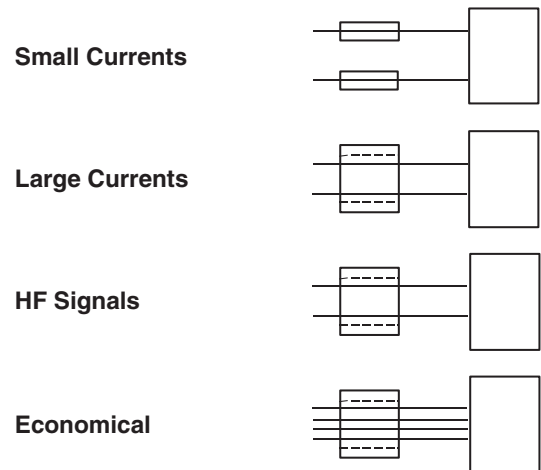 Small Currents
Large Currents
HF Signals
Economical